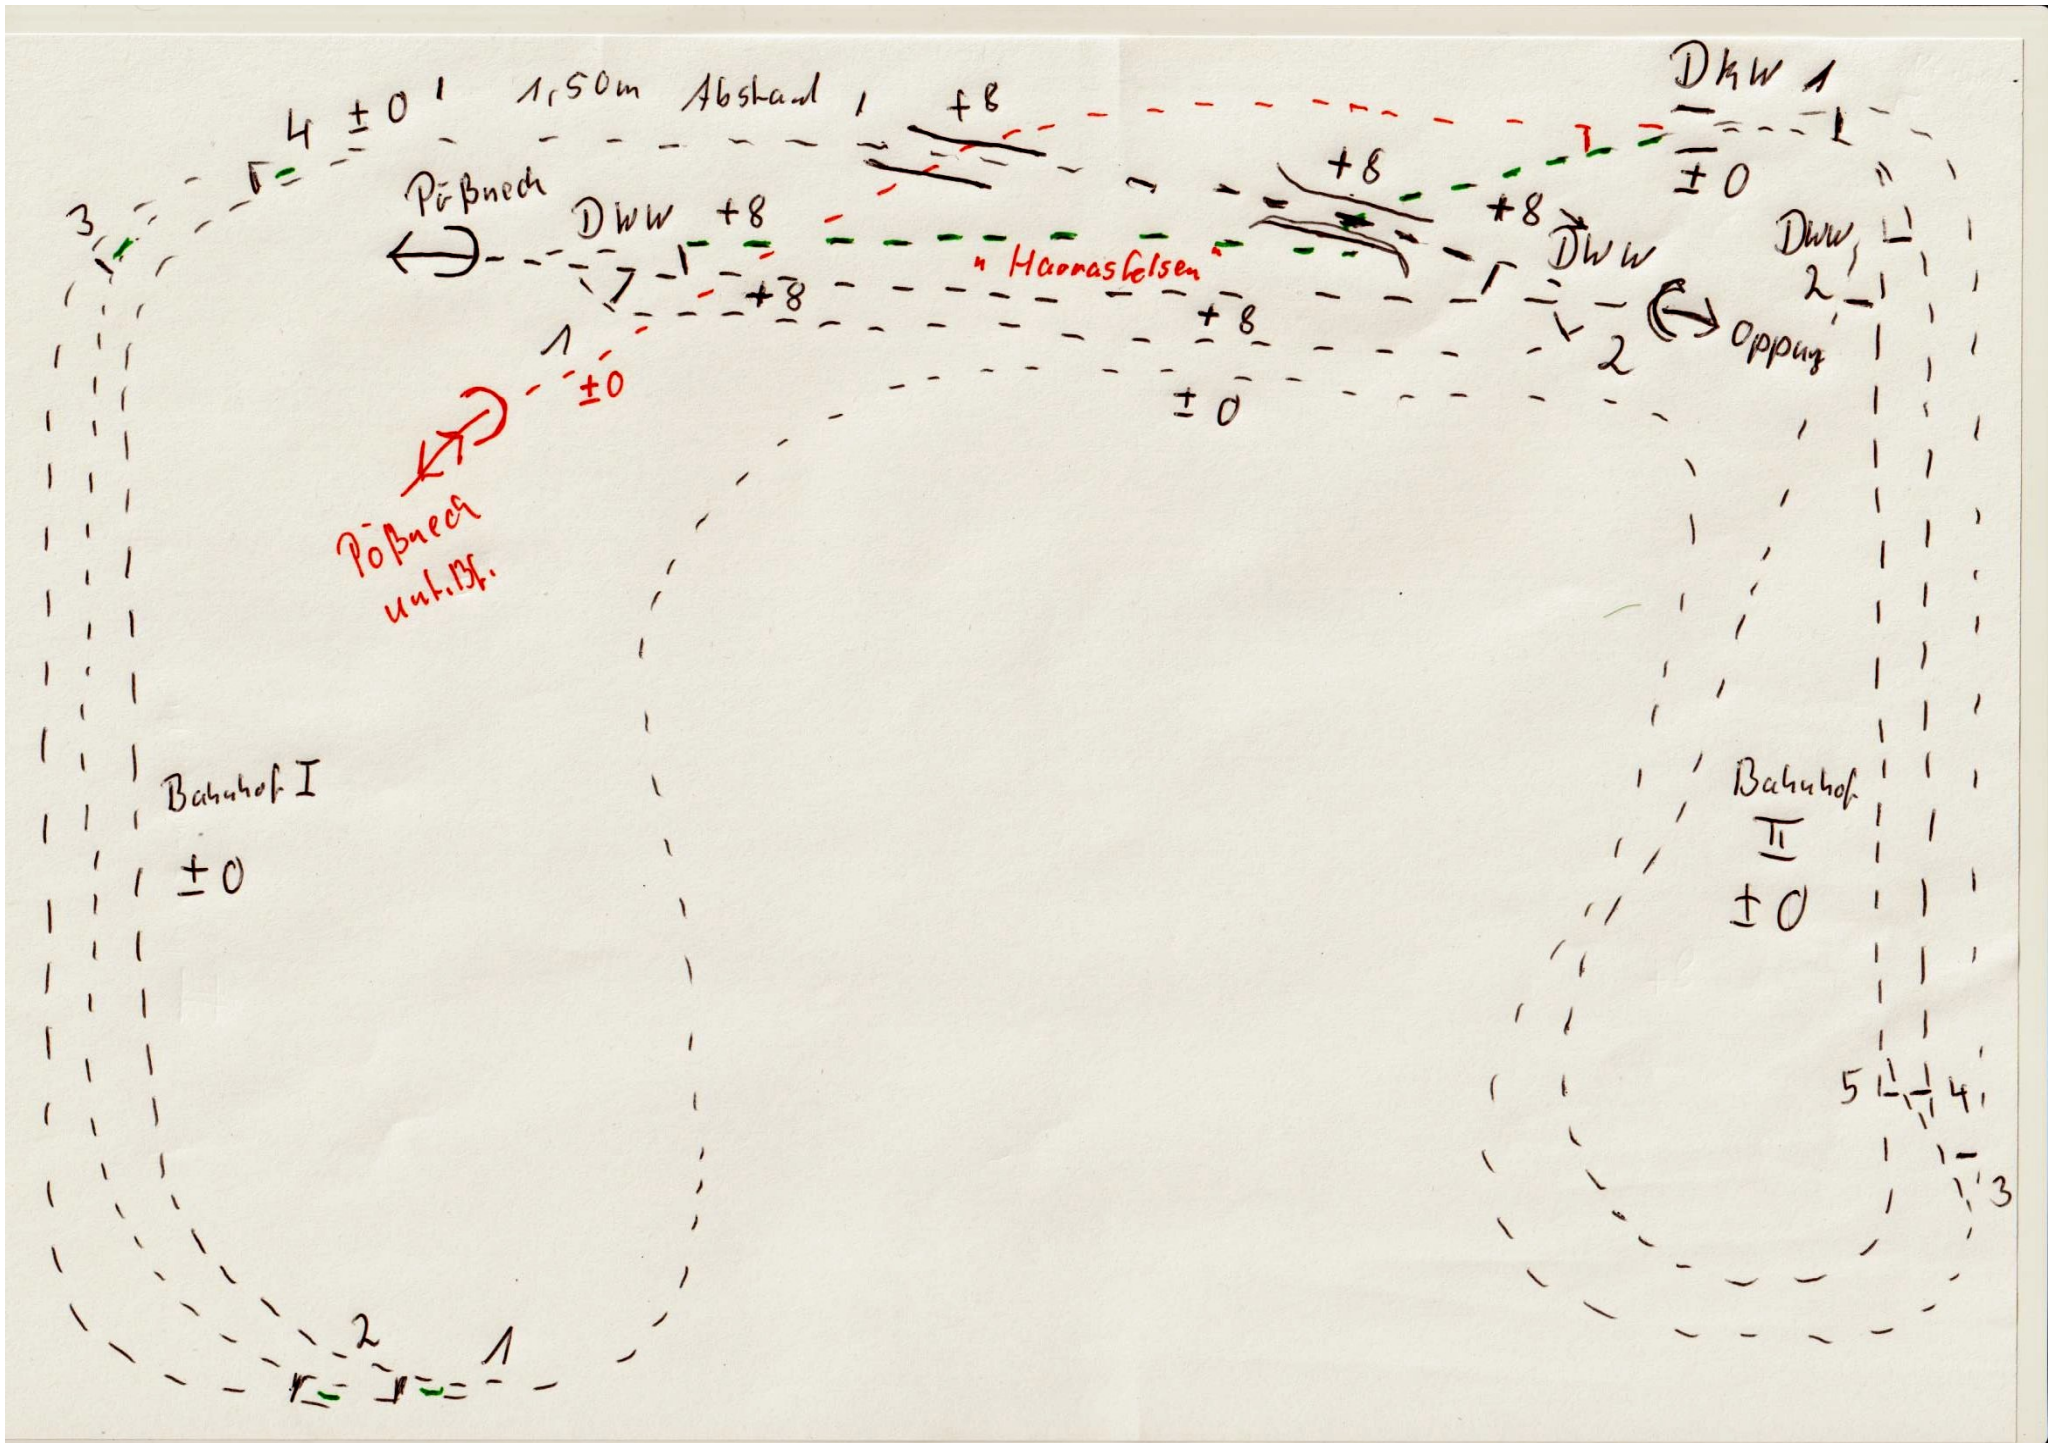 DKW 1
4 ± 0
1,50m Abstand
+8
+8
± 0
3
Pößneck
DWW +8
+8
DWW
DWW
2
"Haarasfelsen"
+8
+8
Oppurg
1
± 0
2
± 0
Pößneck
unt. Bf.
Bahnhof I
± 0
Bahnhof
II
± 0
5
4
3
2
1